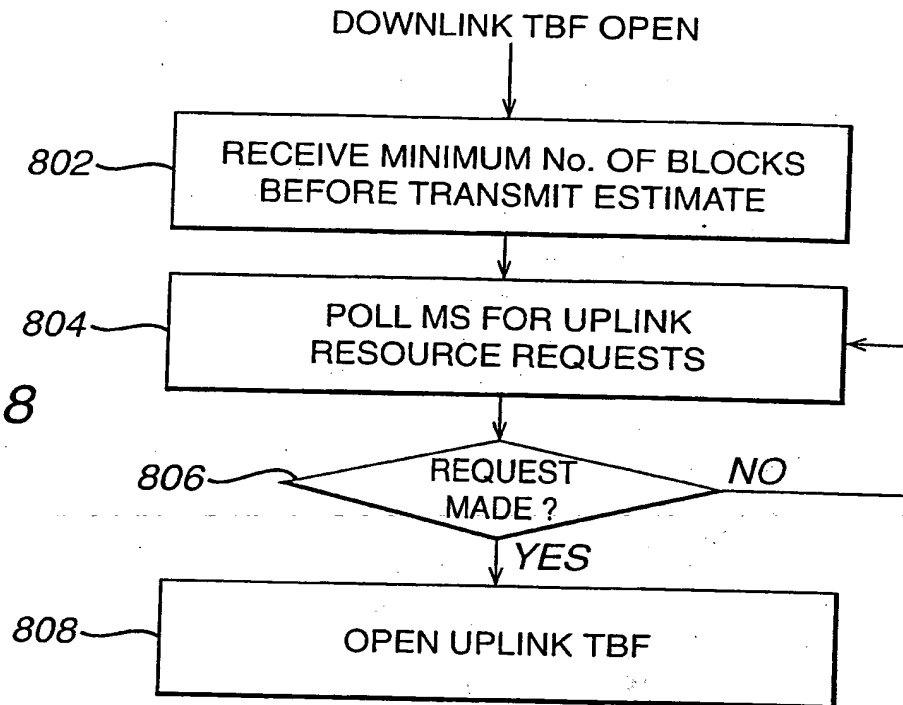 DOWNLINK TBF OPEN
802
RECEIVE MINIMUM No. OF BLOCKS
BEFORE TRANSMIT ESTIMATE
804
POLL MS FOR UPLINK
RESOURCE REQUESTS
8
806
REQUEST
MADE ?
NO
YES
808
OPEN UPLINK TBF